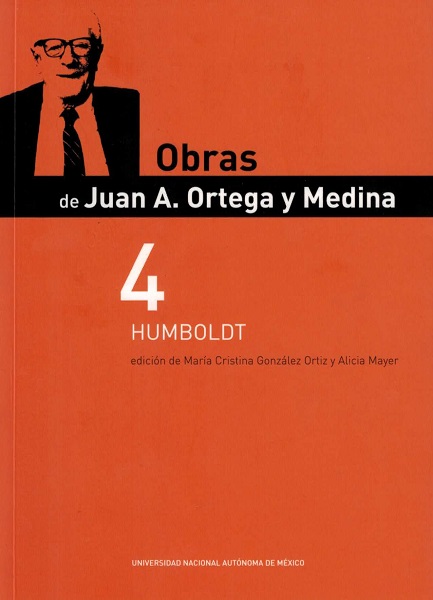 Obras
de Juan A. Ortega y Medina
4
HUMBOLDT
edición de María Cristina González Ortiz y Alicia Mayer
UNIVERSIDAD NACIONAL AUTÓNOMA DE MÉXICO